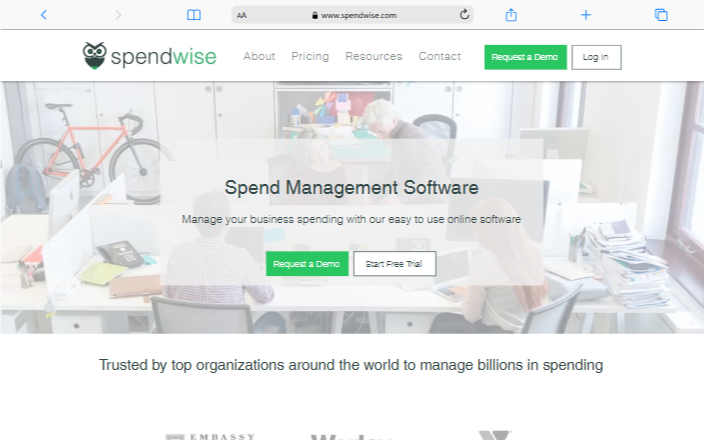 AA
www.spendwise.com
spendwise
About Pricing Resources Contact Request a Demo Log In
Spend Management Software
Manage your business spending with our easy to use online software
Request a Demo Start Free Trial
Trusted by top organizations around the world to manage billions in spending
EMBASSY